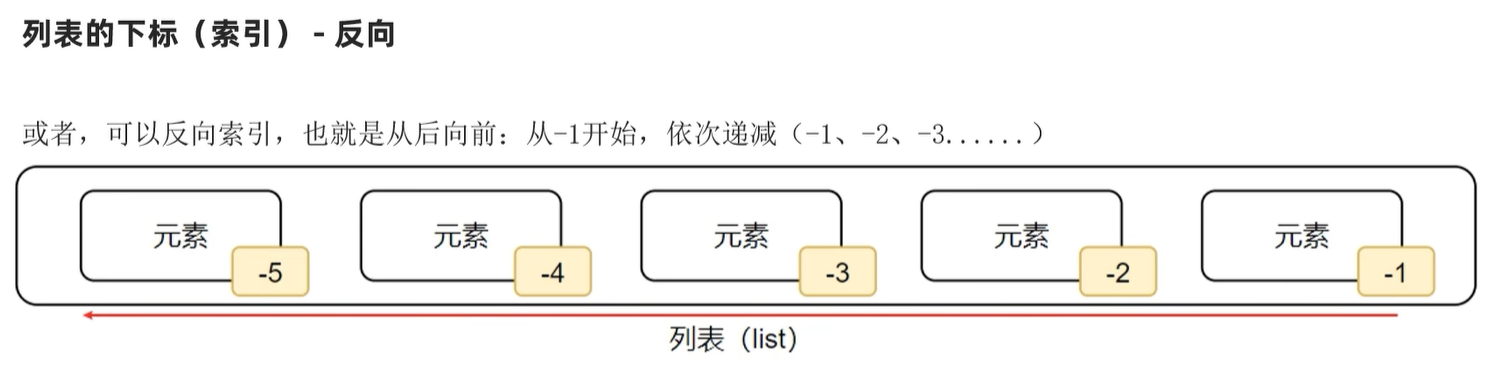 列表的下标（索引） - 反向
或者，可以反向索引，也就是从后向前：从-1开始，依次递减（-1、-2、-3......）
元素 元素 元素 元素 元素
-5 -4 -3 -2 -1
列表（list）